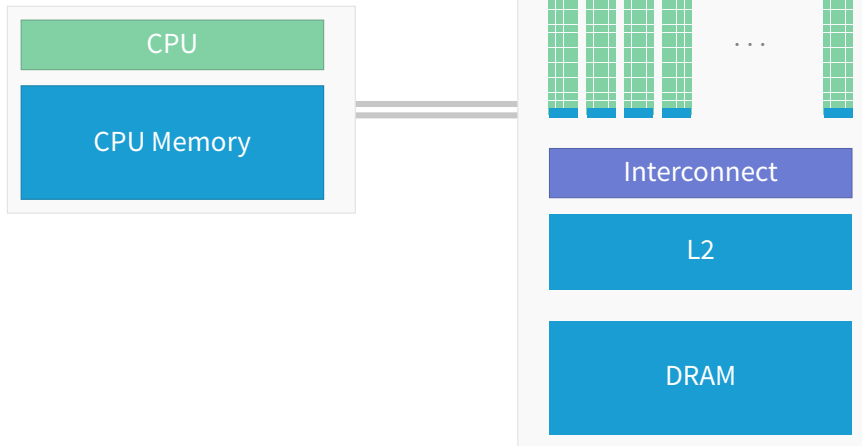 CPU
CPU Memory
. . .
Interconnect
L2
DRAM